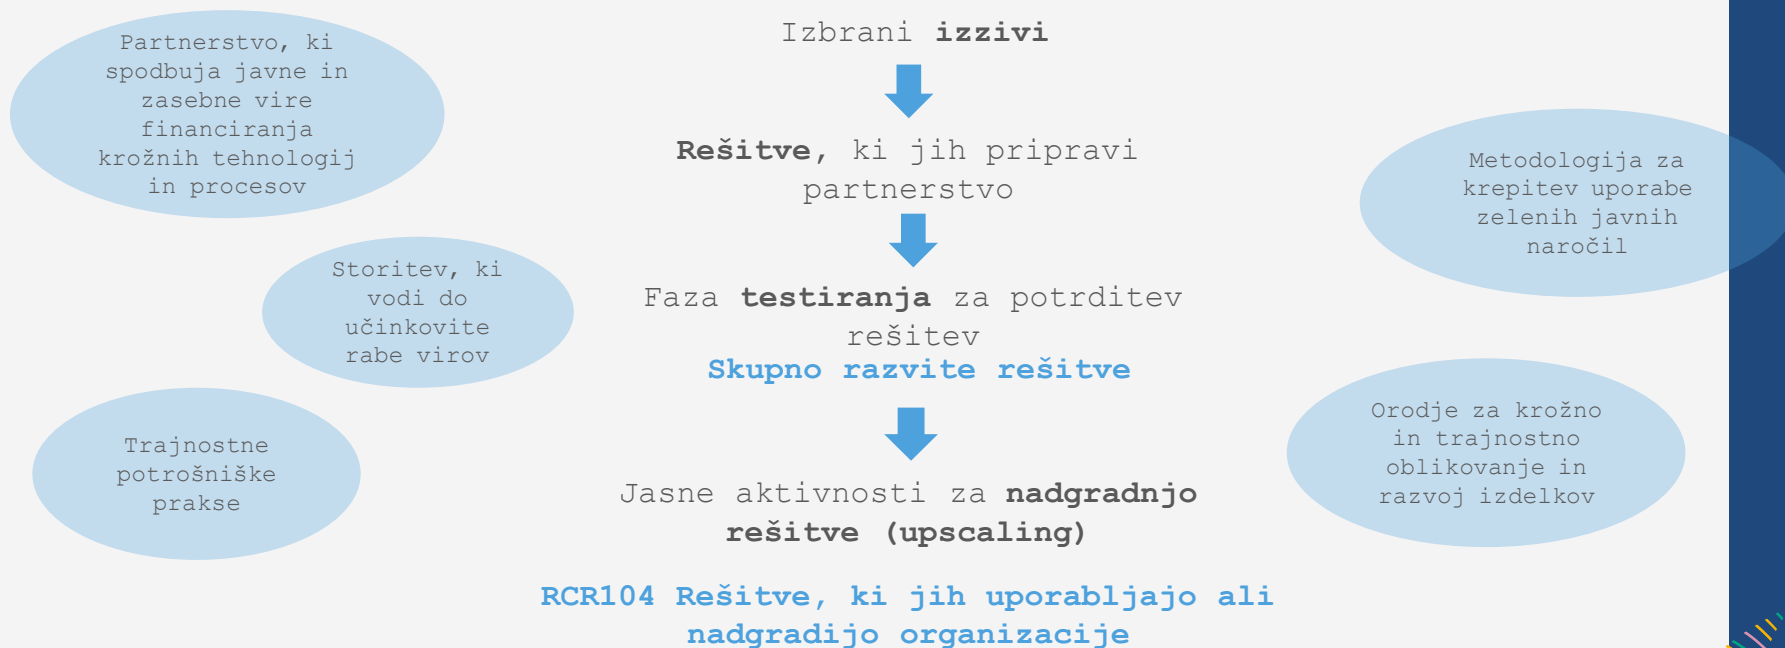 Partnerstvo, ki
spodbuja javne in
zasebne vire
financiranja
krožnih tehnologij
in procesov
Storitev, ki
vodi do
učinkovite
rabe virov
Trajnostne
potrošniške
prakse
Izbrani izzivi
Rešitve, ki jih pripravi
partnerstvo
Faza testiranja za potrditev
rešitev
Skupno razvite rešitve
Jasne aktivnosti za nadgradnjo
rešitve (upscaling)
RCR104 Rešitve, ki jih uporabljajo ali
nadgradijo organizacije
Metodologija za
krepitev uporabe
zelenih javnih
naročil
Orodje za krožno
in trajnostno
oblikovanje in
razvoj izdelkov